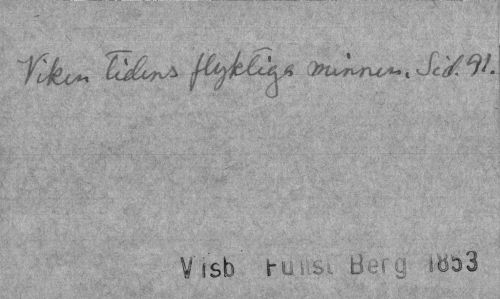 Viken tidens flyktiga minnen. Sid. 91.
Visb Fullst Berg 1853